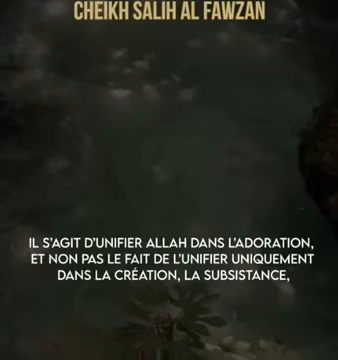 CHEIKH SALIH AL FAWZAN
IL S'AGIT D'UNIFIER ALLAH DANS L'ADORATION,
ET NON PAS LE FAIT DE L'UNIFIER UNIQUEMENT
DANS LA CRÉATION, LA SUBSISTANCE,